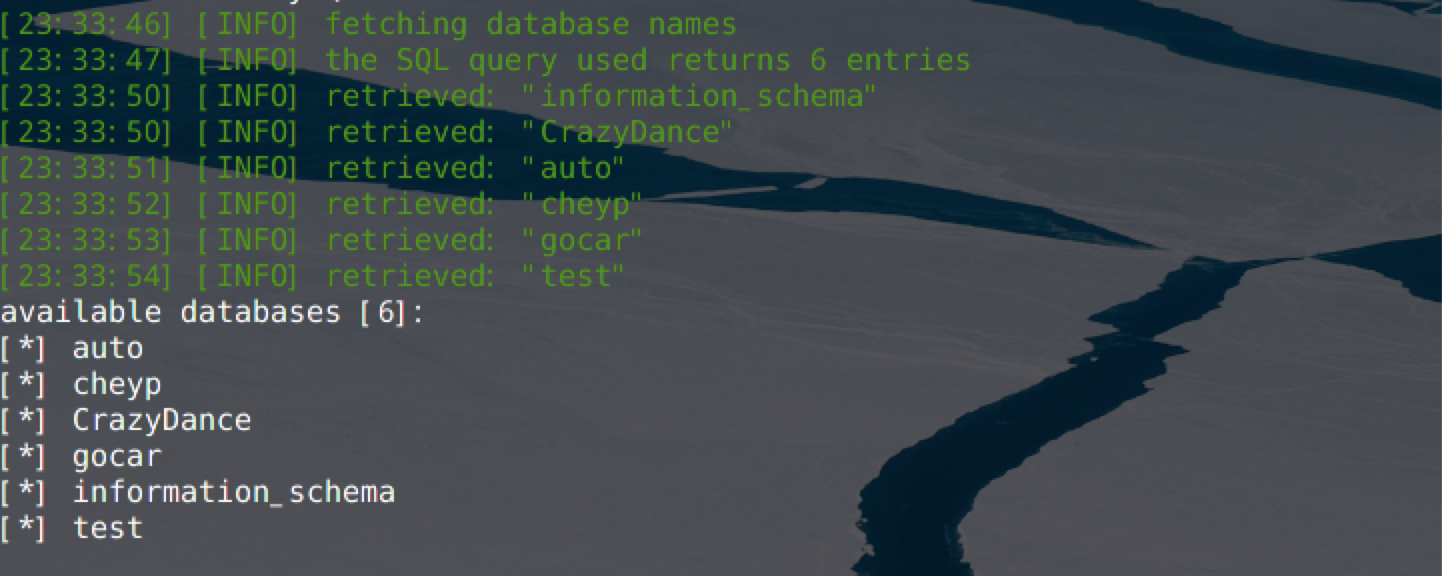 [23:33:46] [INFO] fetching database names
[23:33:47] [INFO] the SQL query used returns 6 entries
[23:33:50] [INFO] retrieved: "information_schema"
[23:33:50] [INFO] retrieved: "CrazyDance"
[23:33:51] [INFO] retrieved: "auto"
[23:33:52] [INFO] retrieved: "cheyp"
[23:33:53] [INFO] retrieved: "gocar"
[23:33:54] [INFO] retrieved: "test"
available databases [6]:
[*] auto
[*] cheyp
[*] CrazyDance
[*] gocar
[*] information_schema
[*] test